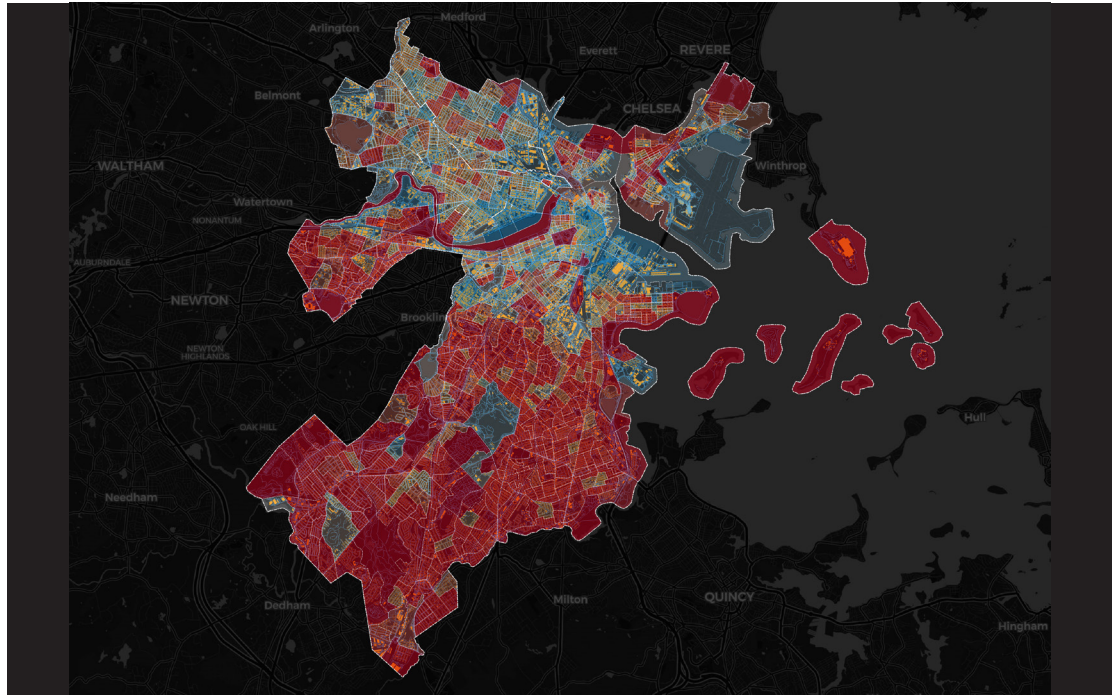 Medford
Arlington
Everett
REVERE
Belmont
CHELSEA
WALTHAM
Winthrop
Watertown
NONANTUM
AUBURNDALE
NEWTON
Brooklin
NEWTON
HIGHLANDS
Hull
OAK HILL
Needham
QUINCY
Milton
Dedham
Hingham